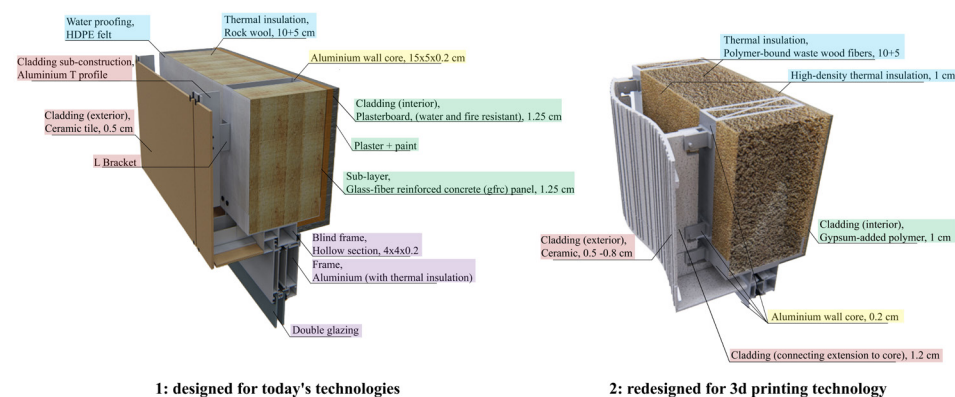 Water proofing,
HDPE felt
Thermal insulation,
Rock wool, 10+5 cm
Cladding sub-construction,
Aluminium T profile
Aluminium wall core, 15x5x0.2 cm
Cladding (exterior),
Ceramic tile, 0.5 cm
Cladding (interior),
Plasterboard, (water and fire resistant), 1.25 cm
Plaster + paint
L Bracket
Sub-layer,
Glass-fiber reinforced concrete (gfrc) panel, 1.25 cm
Blind frame,
Hollow section, 4x4x0.2
Frame,
Aluminium (with thermal insulation)
Double glazing
1: designed for today's technologies
Thermal insulation,
Polymer-bound waste wood fibers, 10+5
High-density thermal insulation, 1 cm
Cladding (exterior),
Ceramic, 0.5 -0.8 cm
Cladding (interior),
Gypsum-added polymer, 1 cm
Aluminium wall core, 0.2 cm
Cladding (connecting extension to core), 1.2 cm
2: redesigned for 3d printing technology